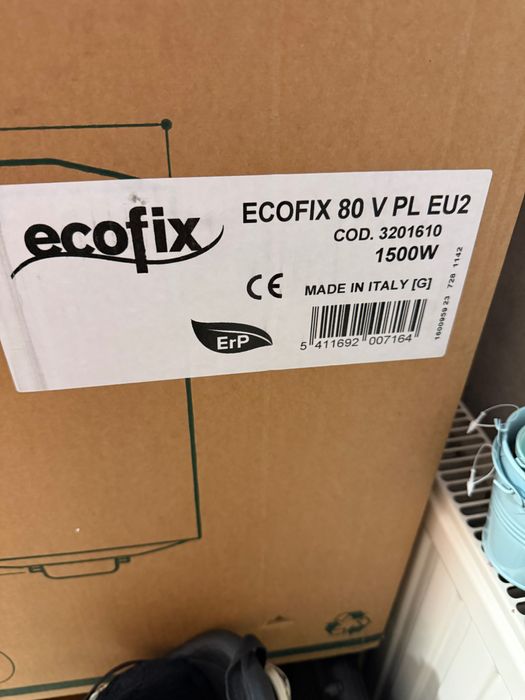 ecofix
ECOFIX 80 V PL EU2
COD. 3201610
1500W
CE
MADE IN ITALY [G]
ErP
5 411692 007164
1600959 23 728 1142